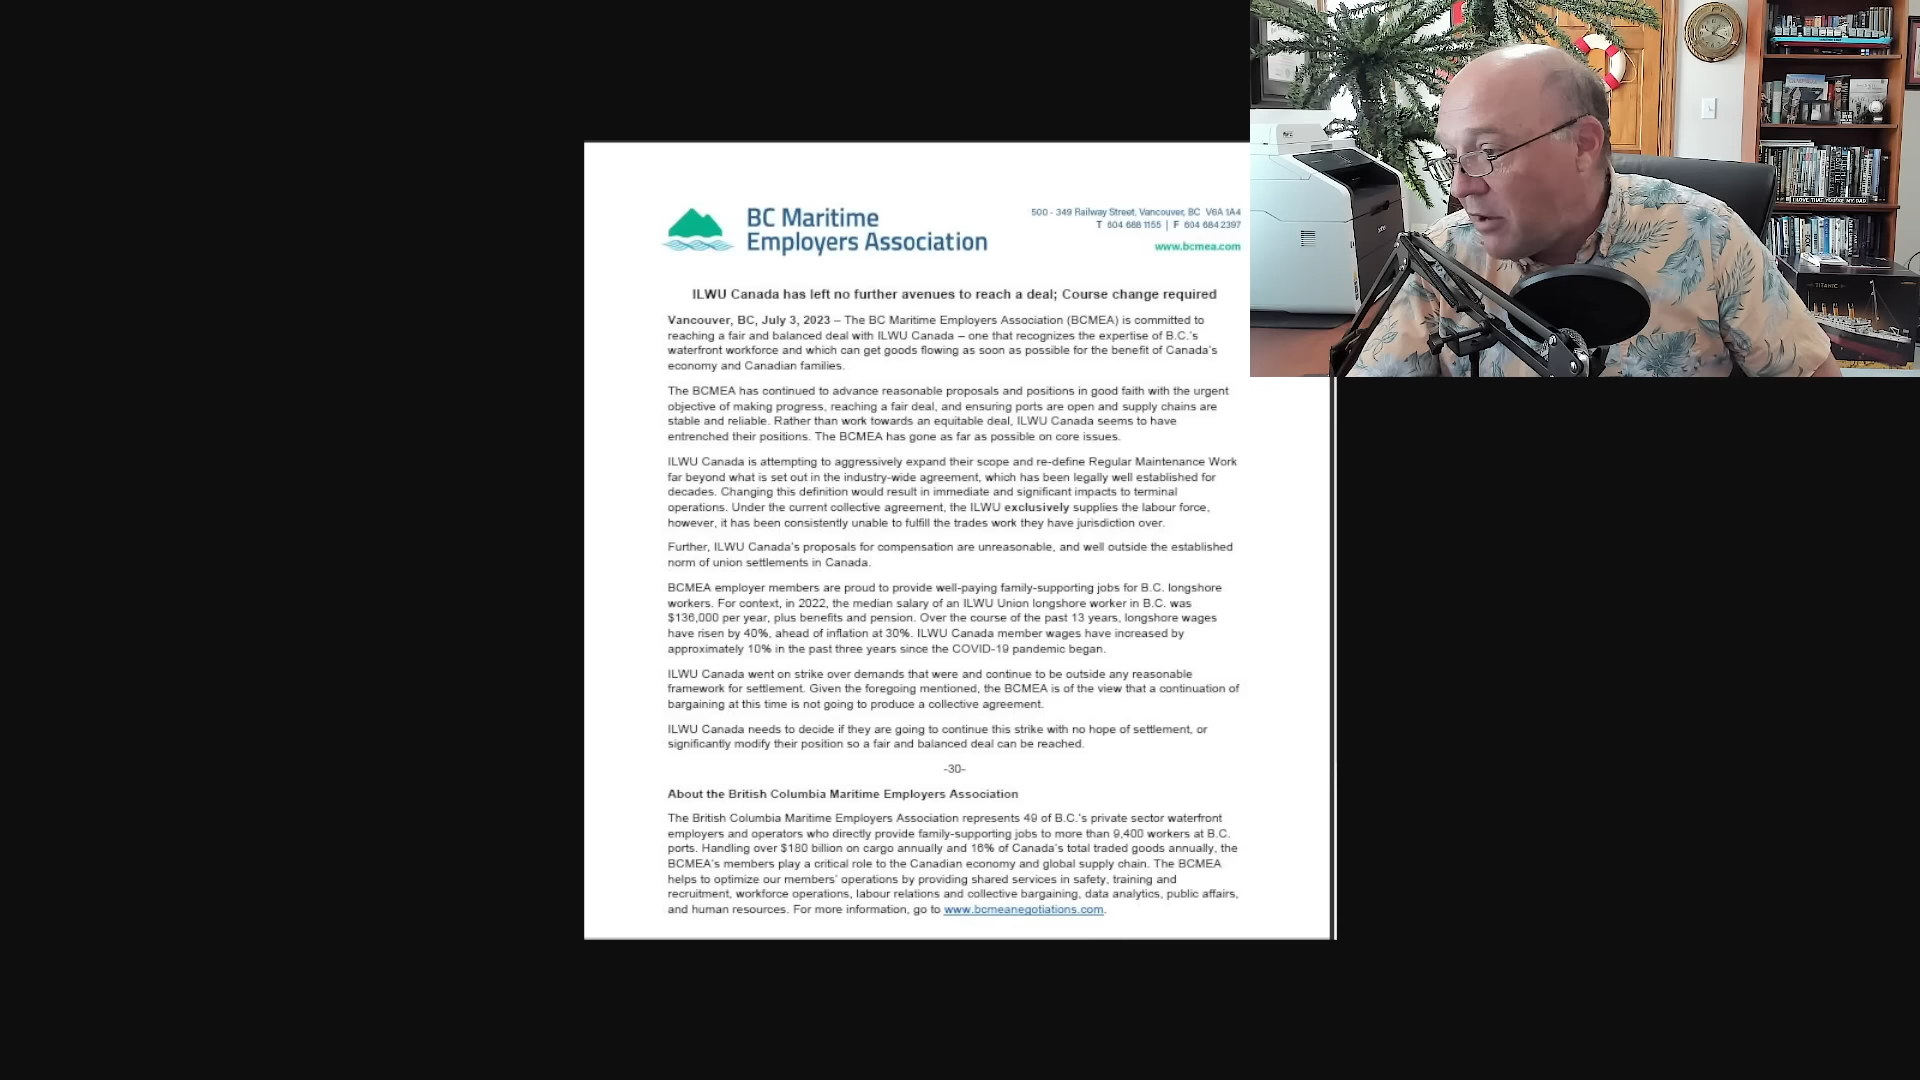 BC Maritime
Employers Association
500 - 349 Railway Street, Vancouver, BC V6A 1A4
T 604 688 1155 | F 604 684 2397
www.bcmea.com
ILWU Canada has left no further avenues to reach a deal; Course change required
Vancouver, BC, July 3, 2023 – The BC Maritime Employers Association (BCMEA) is committed to
reaching a fair and balanced deal with ILWU Canada – one that recognizes the expertise of B.C.'s
waterfront workforce and which can get goods flowing as soon as possible for the benefit of Canada's
economy and Canadian families.
The BCMEA has continued to advance reasonable proposals and positions in good faith with the urgent
objective of making progress, reaching a fair deal, and ensuring ports are open and supply chains are
stable and reliable. Rather than work towards an equitable deal, ILWU Canada seems to have
entrenched their positions. The BCMEA has gone as far as possible on core issues.
ILWU Canada is attempting to aggressively expand their scope and re-define Regular Maintenance Work
far beyond what is set out in the industry-wide agreement, which has been legally well established for
decades. Changing this definition would result in immediate and significant impacts to terminal
operations. Under the current collective agreement, the ILWU exclusively supplies the labour force,
however, it has been consistently unable to fulfill the trades work they have jurisdiction over.
Further, ILWU Canada's proposals for compensation are unreasonable, and well outside the established
norm of union settlements in Canada.
BCMEA employer members are proud to provide well-paying family-supporting jobs for B.C. longshore
workers. For context, in 2022, the median salary of an ILWU Union longshore worker in B.C. was
$136,000 per year, plus benefits and pension. Over the course of the past 13 years, longshore wages
have risen by 40%, ahead of inflation at 30%. ILWU Canada member wages have increased by
approximately 10% in the past three years since the COVID-19 pandemic began.
ILWU Canada went on strike over demands that were and continue to be outside any reasonable
framework for settlement. Given the foregoing mentioned, the BCMEA is of the view that a continuation of
bargaining at this time is not going to produce a collective agreement.
ILWU Canada needs to decide if they are going to continue this strike with no hope of settlement, or
significantly modify their position so a fair and balanced deal can be reached.
-30-
About the British Columbia Maritime Employers Association
The British Columbia Maritime Employers Association represents 49 of B.C.'s private sector waterfront
employers and operators who directly provide family-supporting jobs to more than 9,400 workers at B.C.
ports. Handling over $180 billion on cargo annually and 16% of Canada's total traded goods annually, the
BCMEA's members play a critical role to the Canadian economy and global supply chain. The BCMEA
helps to optimize our members' operations by providing shared services in safety, training and
recruitment, workforce operations, labour relations and collective bargaining, data analytics, public affairs,
and human resources. For more information, go to www.bcmeanegotiations.com.
I LOVE THAT YOU'RE MY DAD
TITANIC